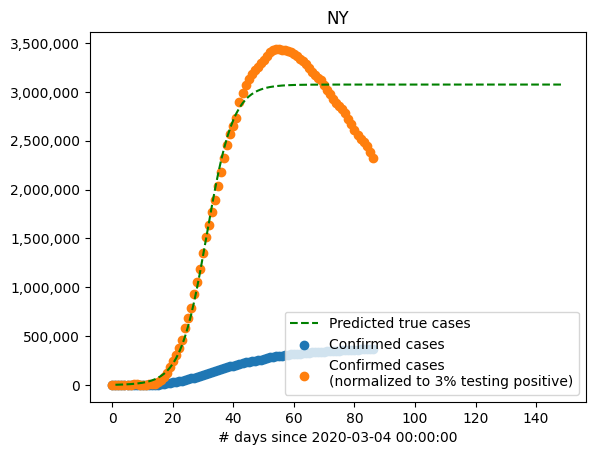 NY
3,500,000
3,000,000
2,500,000
2,000,000
1,500,000
1,000,000
500,000
0
Predicted true cases
Confirmed cases
Confirmed cases
(normalized to 3% testing positive)
0 20 40 60 80 100 120 140
# days since 2020-03-04 00:00:00